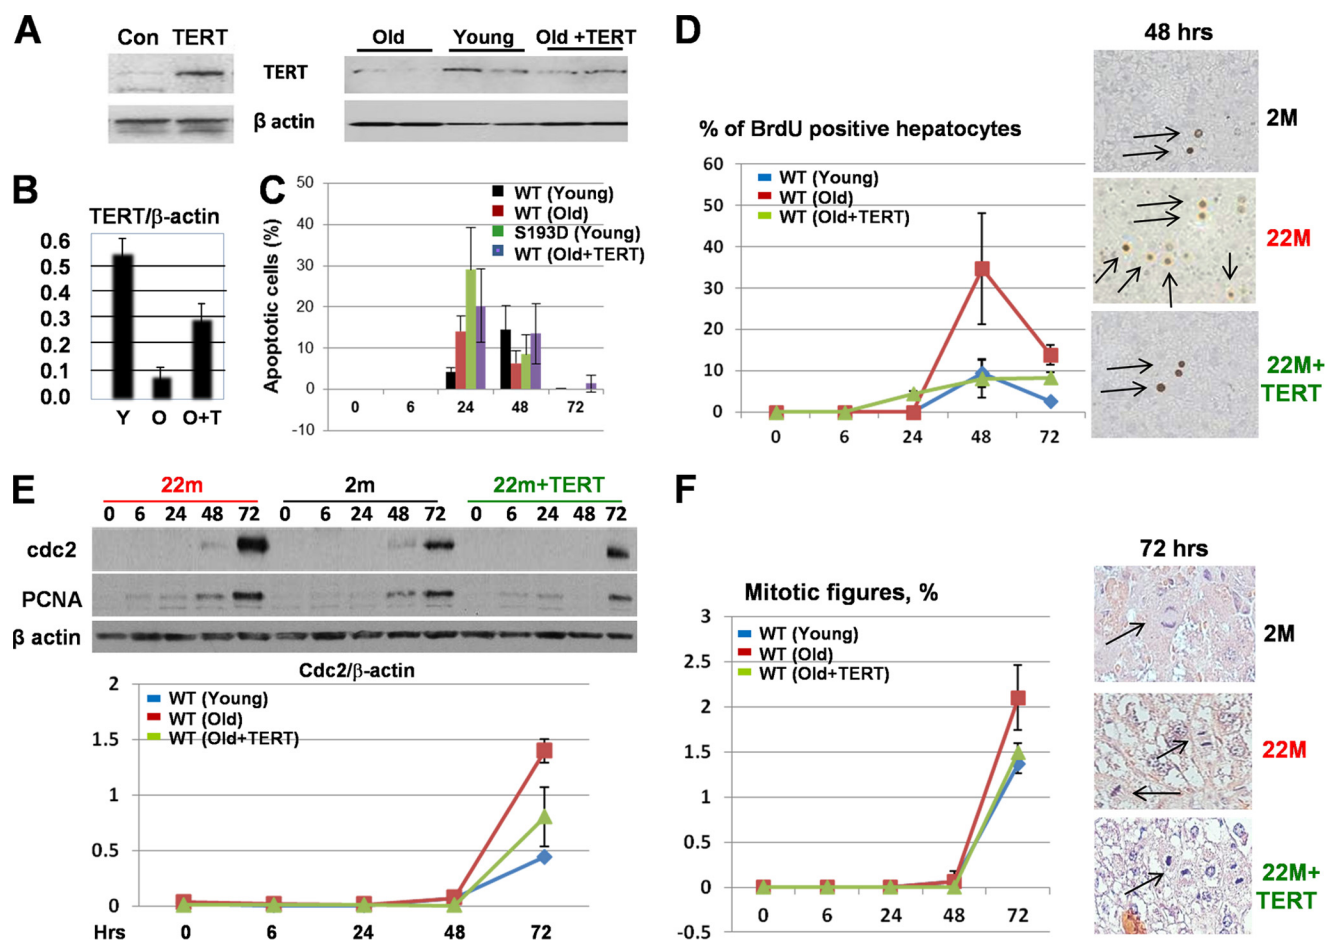 A
Con TERT
Old Young Old +TERT
TERT
β actin
B
TERT/β-actin
0.6
0.5
0.4
0.3
0.2
0.1
0.0
Y O O+T
C
Apoptotic cells (%)
50
40
30
20
10
0
-10
WT (Young)
WT (Old)
S193D (Young)
WT (Old+TERT)
0 6 24 48 72
D
48 hrs
% of BrdU positive hepatocytes
60
50
40
30
20
10
0
WT (Young)
WT (Old)
WT (Old+TERT)
0 6 24 48 72
2M
22M
22M+
TERT
E
22m 2m 22m+TERT
0 6 24 48 72 0 6 24 48 72 0 6 24 48 72
cdc2
PCNA
β actin
Cdc2/β-actin
2
1.5
1
0.5
0
WT (Young)
WT (Old)
WT (Old+TERT)
Hrs 0 6 24 48 72
F
72 hrs
Mitotic figures, %
3
2.5
2
1.5
1
0.5
0
-0.5
WT (Young)
WT (Old)
WT (Old+TERT)
0 6 24 48 72
2M
22M
22M+
TERT